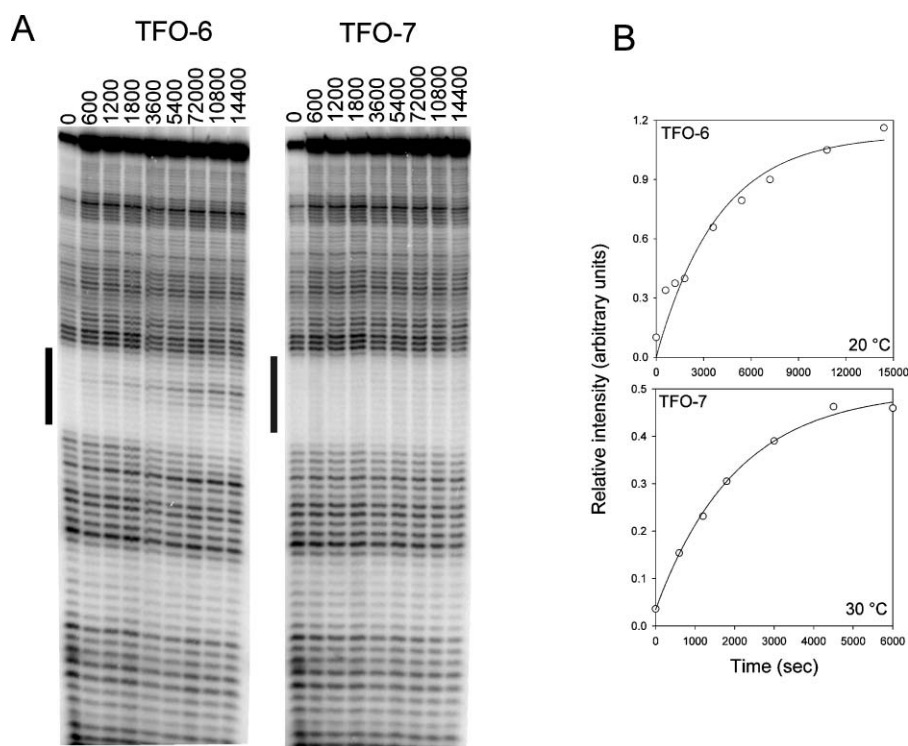 A
TFO-6
TFO-7
0 600 1200 1800 3600 5400 72000 10800 14400
0 600 1200 1800 3600 5400 72000 10800 14400
B
TFO-6
1.2
0.9
0.6
0.3
0.0
20 °C
0 3000 6000 9000 12000 15000
Relative intensity (arbitrary units)
TFO-7
0.5
0.4
0.3
0.2
0.1
0.0
30 °C
0 1000 2000 3000 4000 5000 6000
Time (sec)